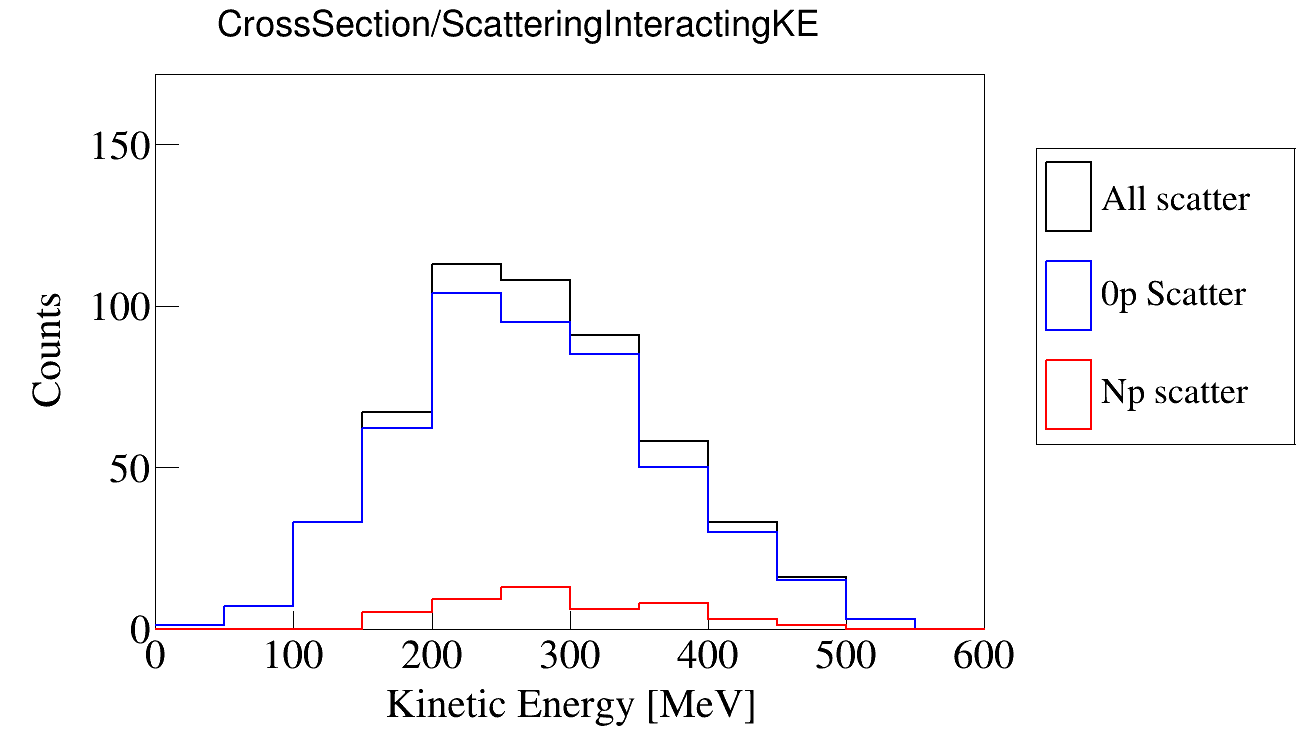 CrossSection/ScatteringInteractingKE
150
100
50
0
Counts
0 100 200 300 400 500 600
Kinetic Energy [MeV]
All scatter
0p Scatter
Np scatter